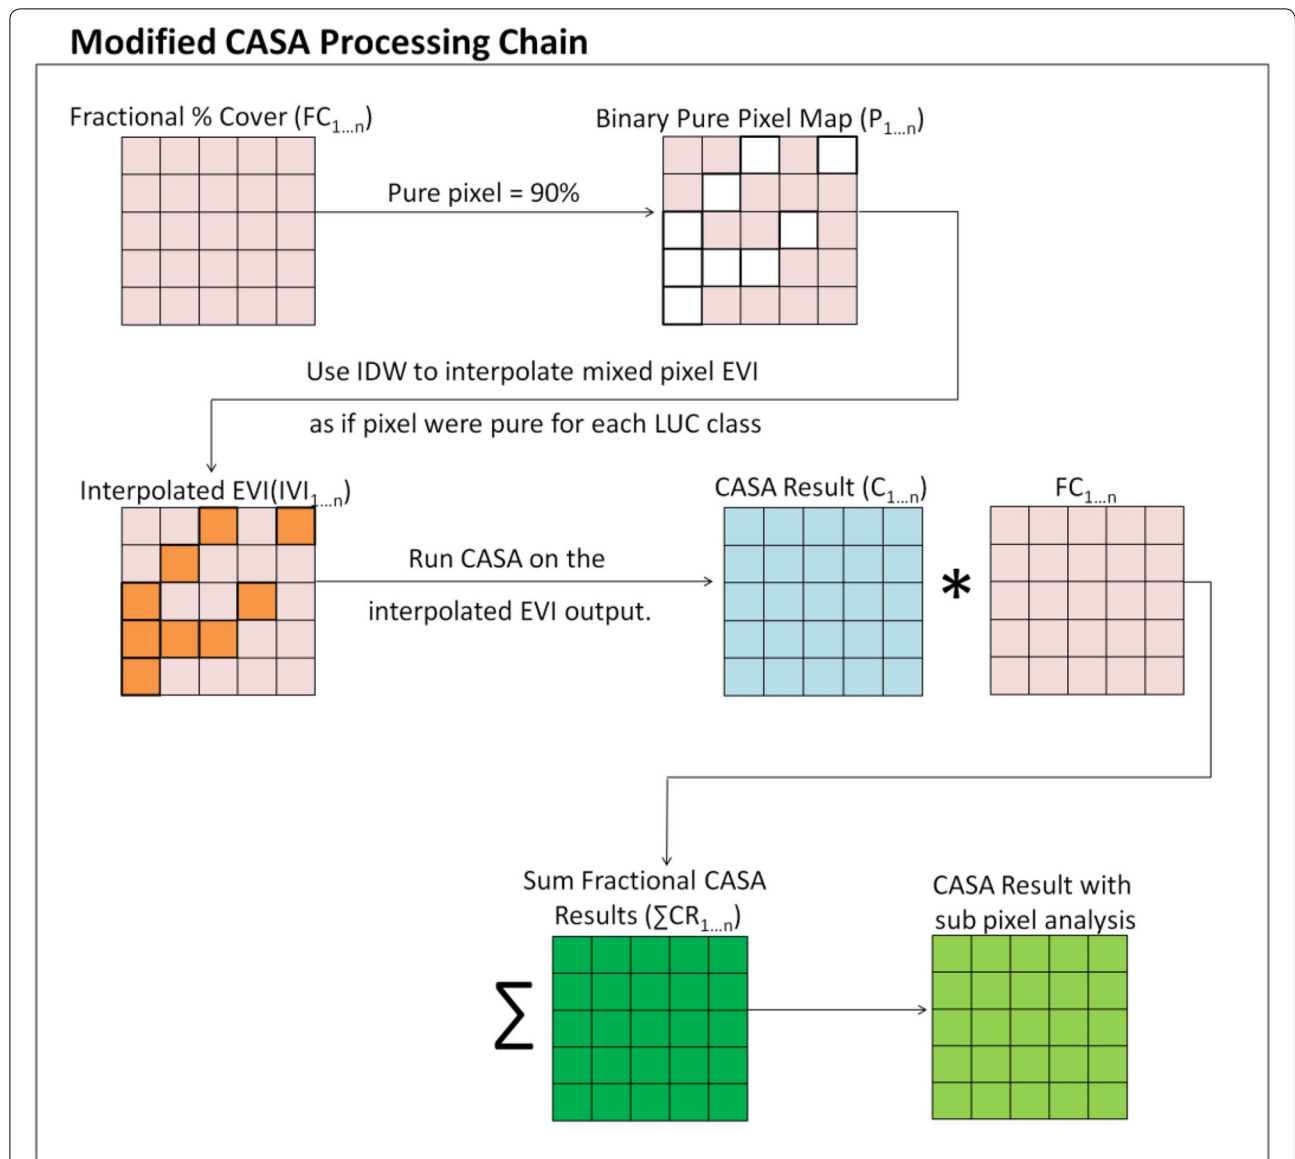 Modified CASA Processing Chain
Fractional % Cover (FC1...n)
Binary Pure Pixel Map (P1...n)
Pure pixel = 90%
Use IDW to interpolate mixed pixel EVI
as if pixel were pure for each LUC class
Interpolated EVI(IVI1...n)
CASA Result (C1...n)
FC1...n
Run CASA on the
interpolated EVI output.
*
Sum Fractional CASA
Results (∑CR1...n)
CASA Result with
sub pixel analysis
∑